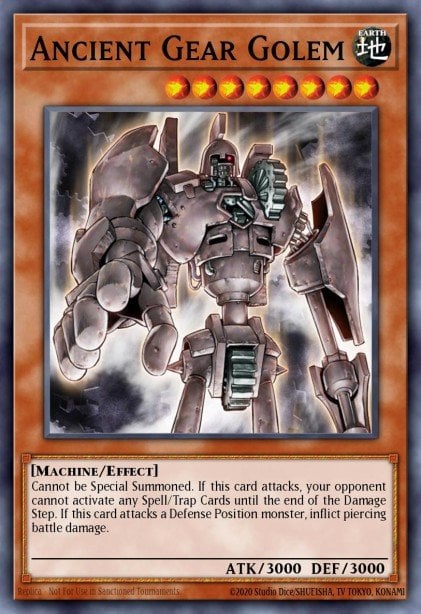 ANCIENT GEAR GOLEM
EARTH
地
[MACHINE/EFFECT]
Cannot be Special Summoned. If this card attacks, your opponent
cannot activate any Spell/Trap Cards until the end of the Damage
Step. If this card attacks a Defense Position monster, inflict piercing
battle damage.
ATK/3000 DEF/3000
Replica - Not For Use in Sanctioned Tournaments
©2020 Studio Dice/SHUEISHA, TV TOKYO, KONAMI